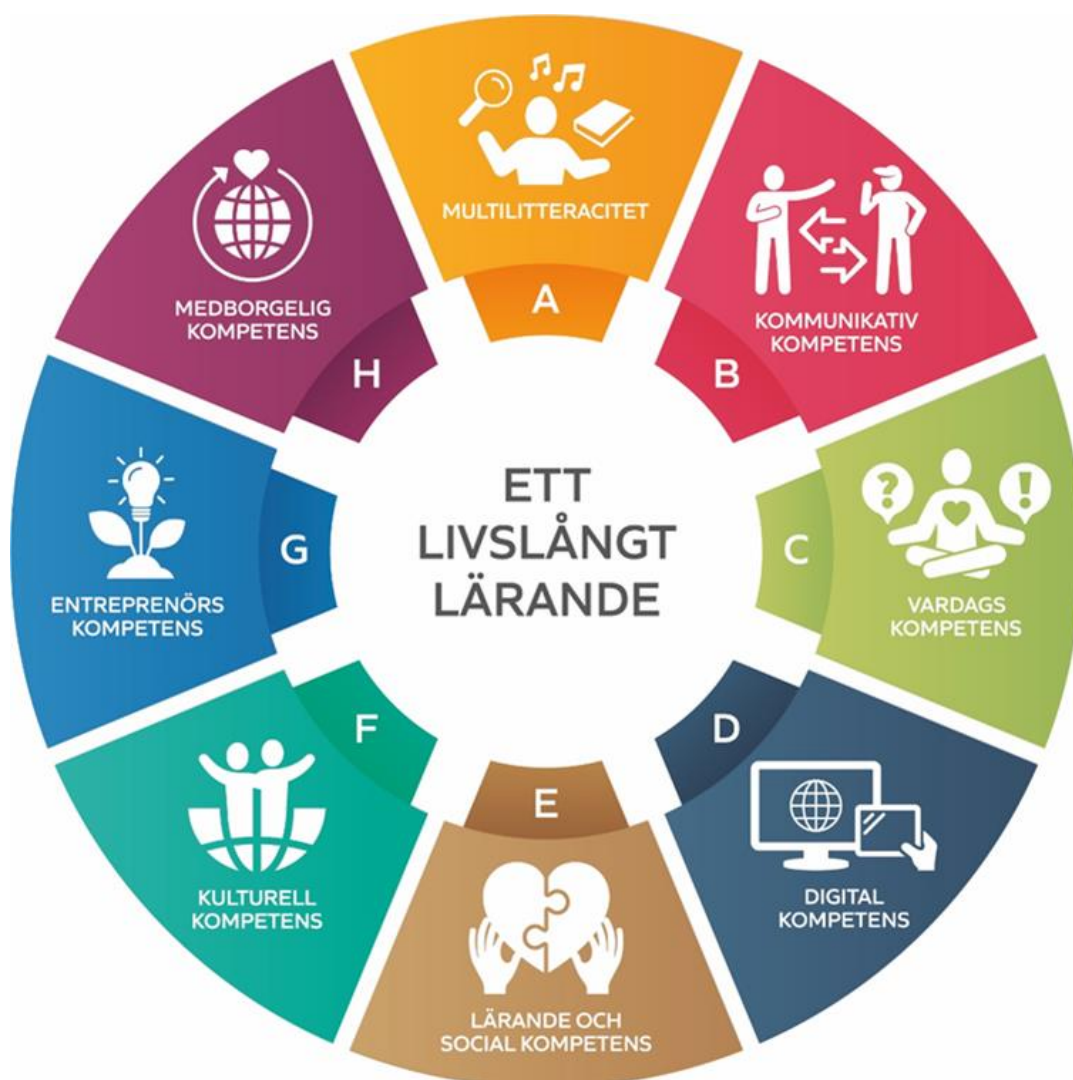 MULTILITTERACITET
A
KOMMUNIKATIV
KOMPETENS
B
VARDAGS
KOMPETENS
C
DIGITAL
KOMPETENS
D
LÄRANDE OCH
SOCIAL KOMPETENS
E
KULTURELL
KOMPETENS
F
ENTREPRENÖRS
KOMPETENS
G
MEDBORGELIG
KOMPETENS
H
ETT
LIVSLÅNGT
LÄRANDE
?
!